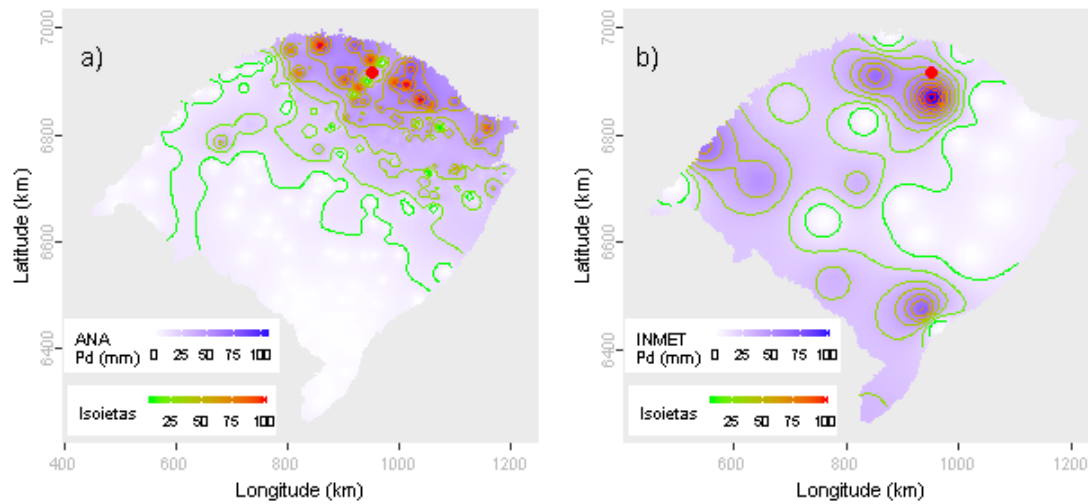 a)
Latitude (km)
7000
6800
6600
6400
ANA
Pd (mm)
0 25 50 75 100
Isoietas
25 50 75 100
400 600 800 1000 1200
Longitude (km)
b)
Latitude (km)
7000
6800
6600
6400
INMET
Pd (mm)
0 25 50 75 100
Isoietas
25 50 75 100
600 800 1000 1200
Longitude (km)